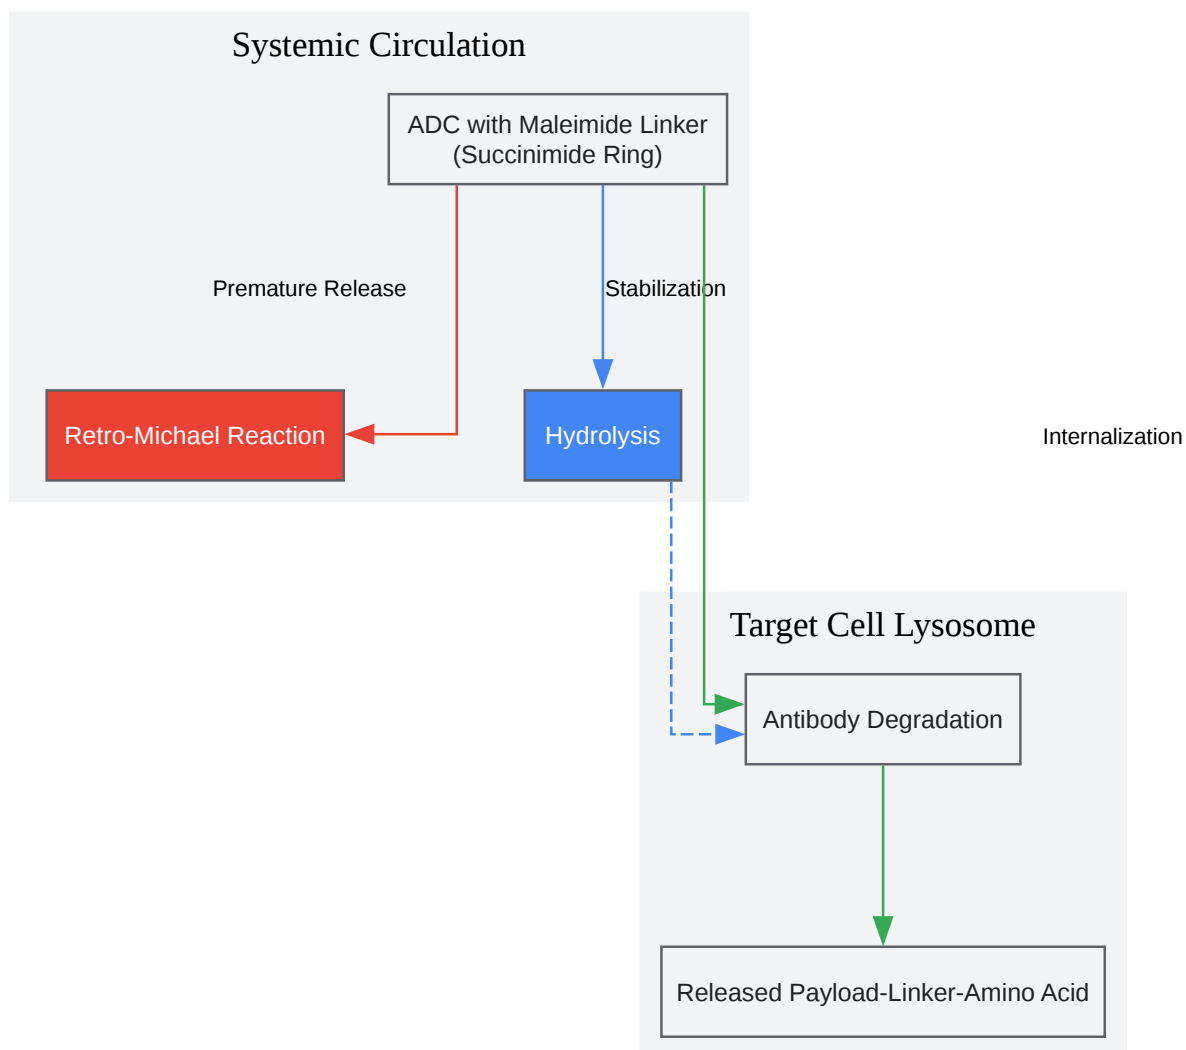 Systemic Circulation
ADC with Maleimide Linker
(Succinimide Ring)
Premature Release
Stabilization
Retro-Michael Reaction
Hydrolysis
Internalization
Target Cell Lysosome
Antibody Degradation
Released Payload-Linker-Amino Acid